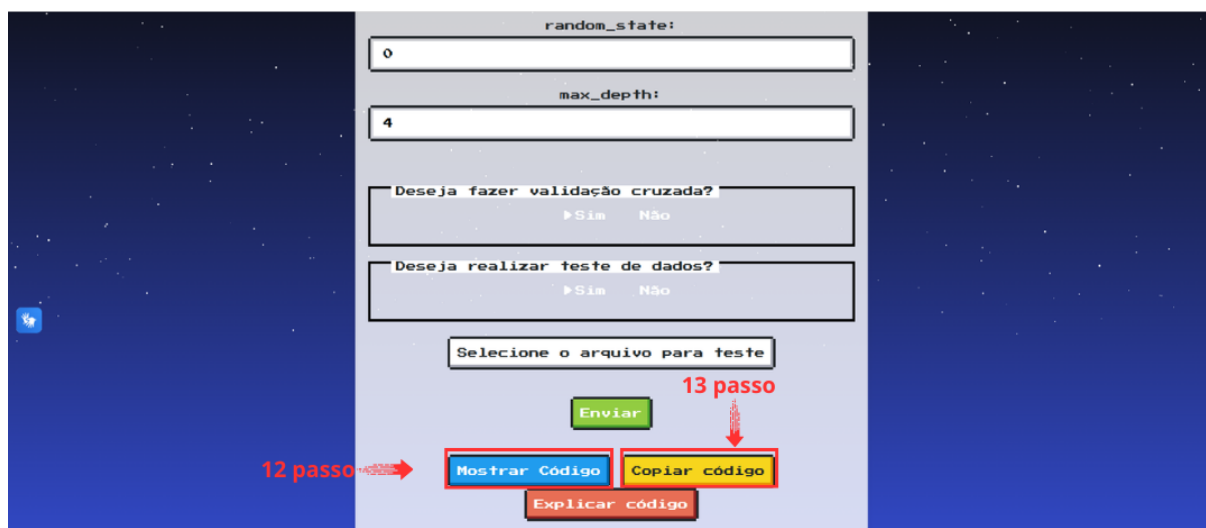 random_state:
0
max_depth:
4
Deseja fazer validação cruzada?
Sim Não
Deseja realizar teste de dados?
Sim Não
Selecione o arquivo para teste
13 passo
Enviar
12 passo Mostrar Código Copiar código
Explicar código